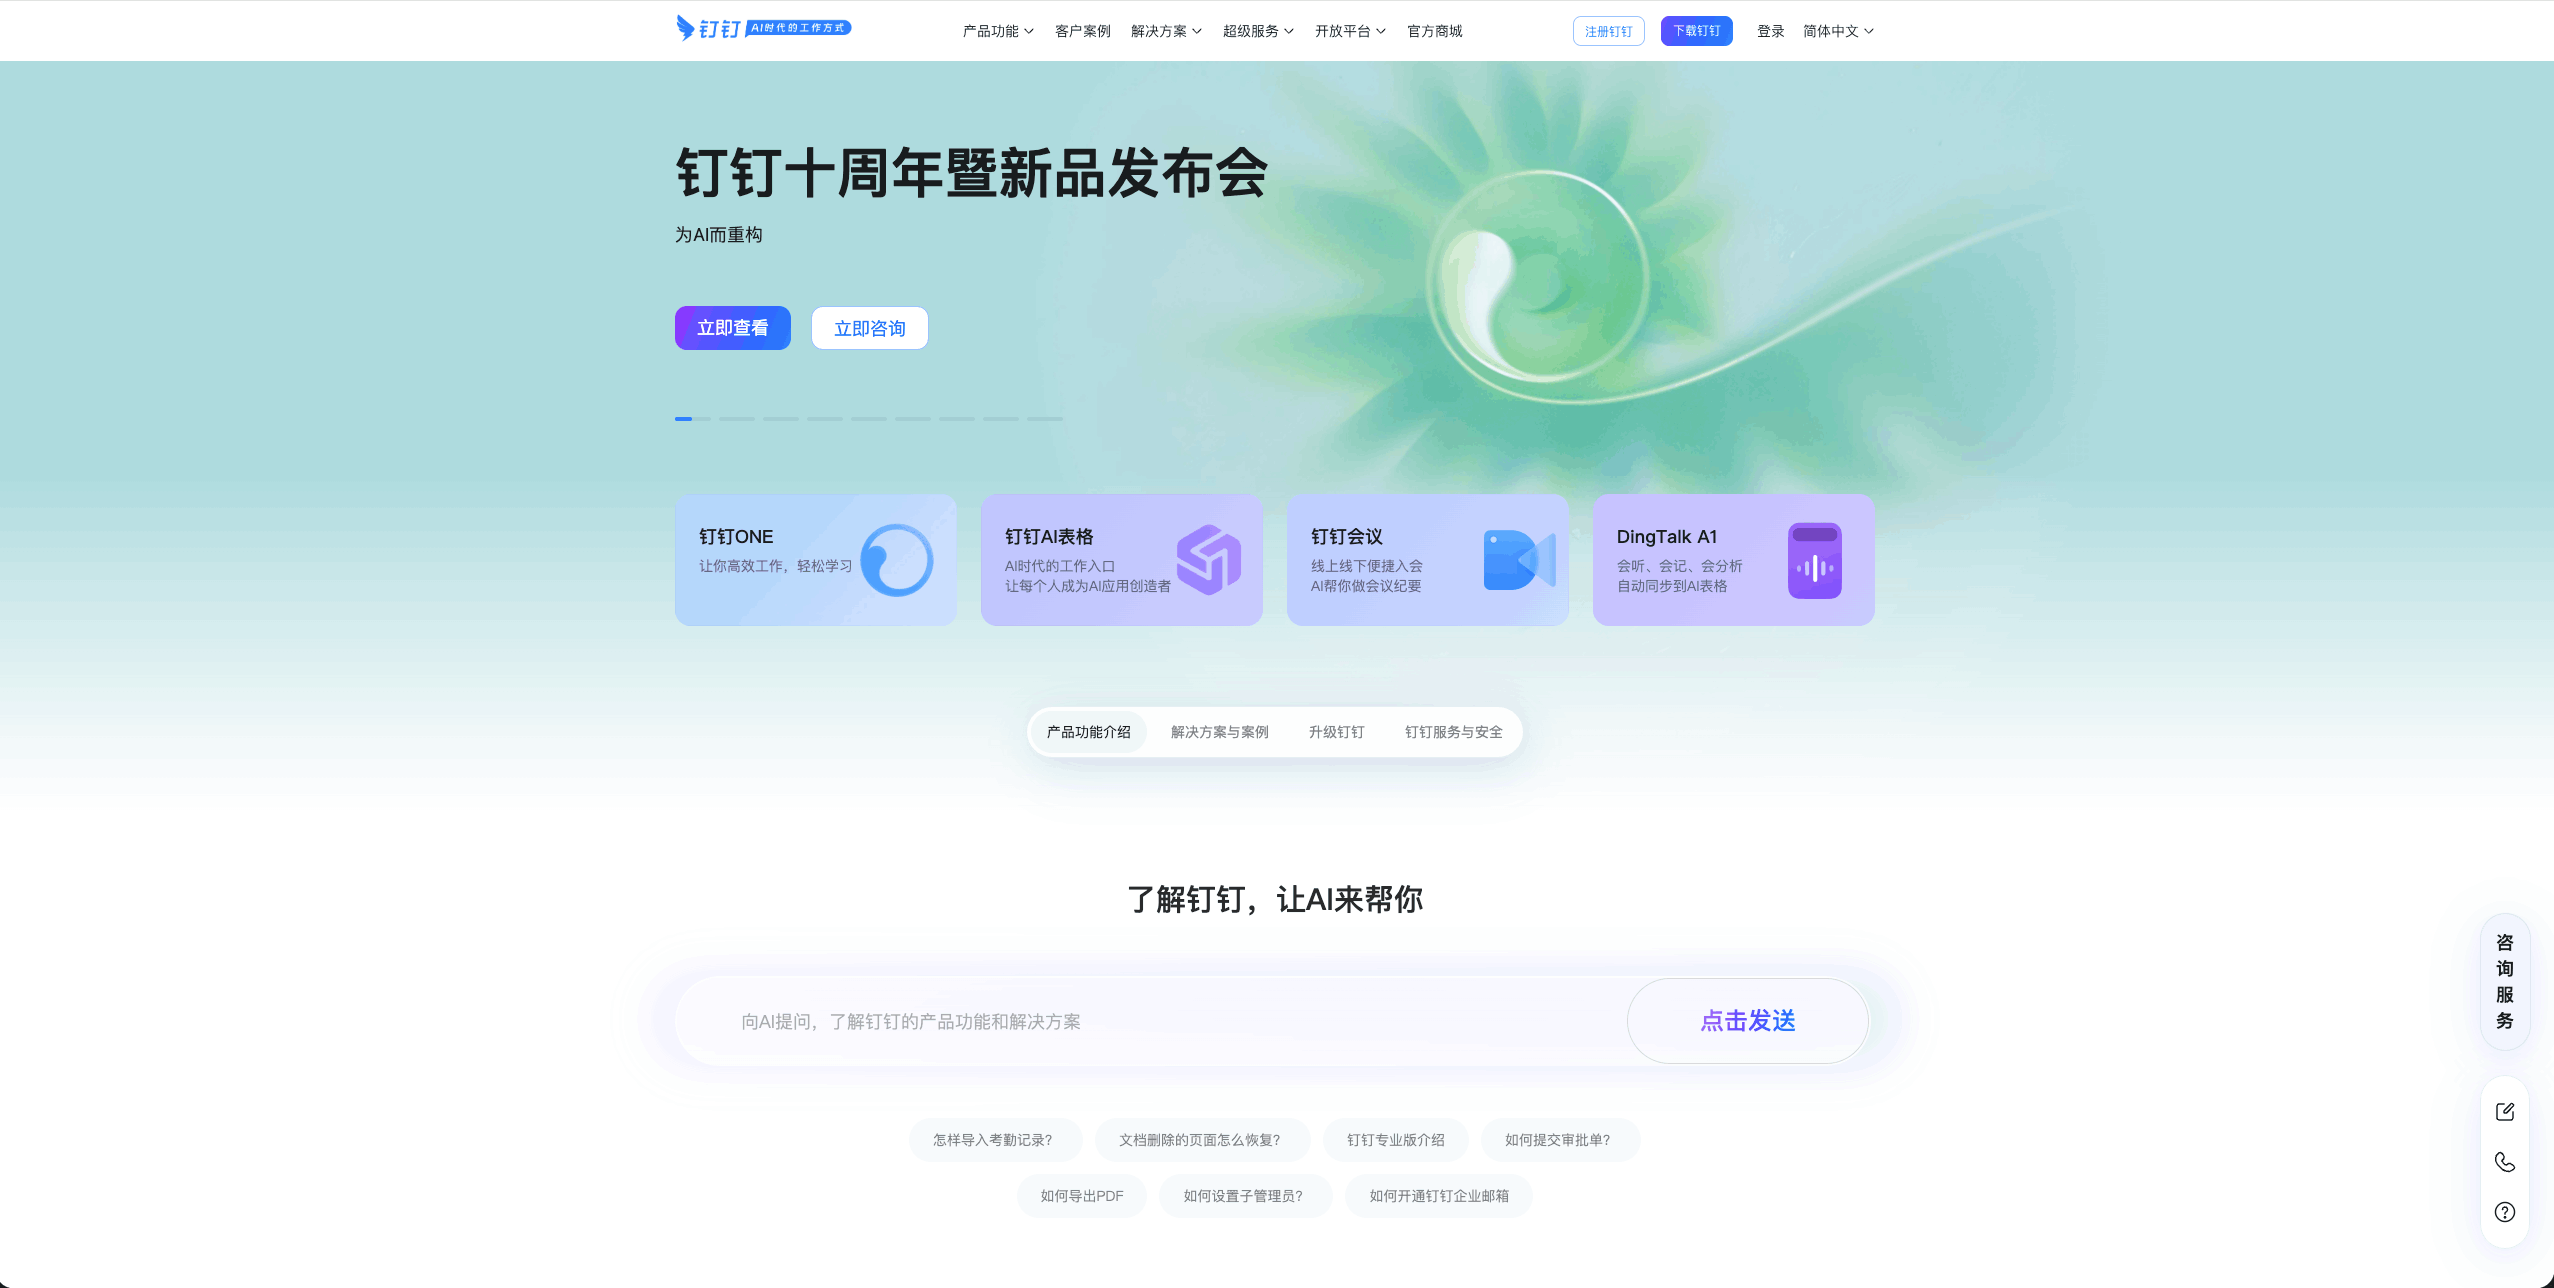 钉钉 AI时代的工作方式
产品功能 客户案例 解决方案 超级服务 开放平台 官方商城 注册钉钉 下载钉钉 登录 简体中文
钉钉十周年暨新品发布会
为AI而重构
立即查看 立即咨询
钉钉ONE
让你高效工作，轻松学习
钉钉AI表格
AI时代的工作入口
让每个人成为AI应用创造者
钉钉会议
线上线下便捷入会
AI帮你做会议纪要
DingTalk A1
会听、会记、会分析
自动同步到AI表格
产品功能介绍 解决方案与案例 升级钉钉 钉钉服务与安全
了解钉钉，让AI来帮你
向AI提问，了解钉钉的产品功能和解决方案 点击发送
怎样导入考勤记录? 文档删除的页面怎么恢复? 钉钉专业版介绍 如何提交审批单?
如何导出PDF 如何设置子管理员? 如何开通钉钉企业邮箱
咨询服务